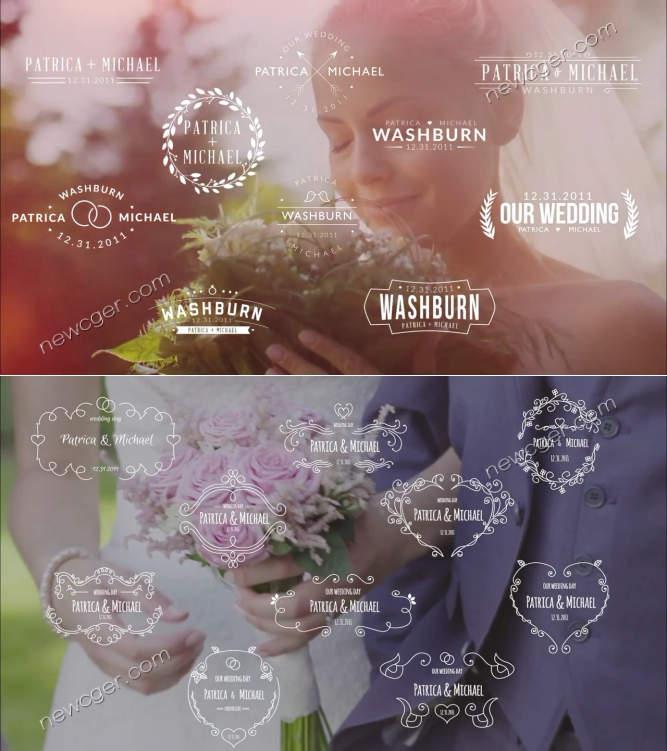 PATRICA + MICHAEL
12.31.2011
OUR WEDDING
PATRICA MICHAEL
12.31.2011
PATRICA & MICHAEL
WASHBURN
newcger.com
PATRICA
+
MICHAEL
PATRICA ♥ MICHAEL
WASHBURN
12.31.2011
WASHBURN
PATRICA MICHAEL
12.31.2011
PATRICA
WASHBURN
12.31.2011
MICHAEL
12.31.2011
OUR WEDDING
PATRICA ♥ MICHAEL
newcger.com
WASHBURN
12.31.2011
PATRICA + MICHAEL
12.31.2011
WASHBURN
PATRICA + MICHAEL
wedding day
Patrica & Michael
12.31.2011
WEDDING DAY
PATRICA & MICHAEL
12.31.2011
PATRICA & MICHAEL
12.31.2011
newcger.com
WEDDING DAY
PATRICA & MICHAEL
12.31.2011
WEDDING DAY
PATRICA & MICHAEL
12.31.2011
WEDDING DAY
PATRICA & MICHAEL
12.31.2011
OUR WEDDING DAY
PATRICA & MICHAEL
12.31.2011
OUR WEDDING DAY
PATRICA & MICHAEL
12.31.2011
newcger.com
OUR WEDDING DAY
PATRICA & MICHAEL
12.31.2011
OUR WEDDING DAY
PATRICA & MICHAEL
12.31.2011